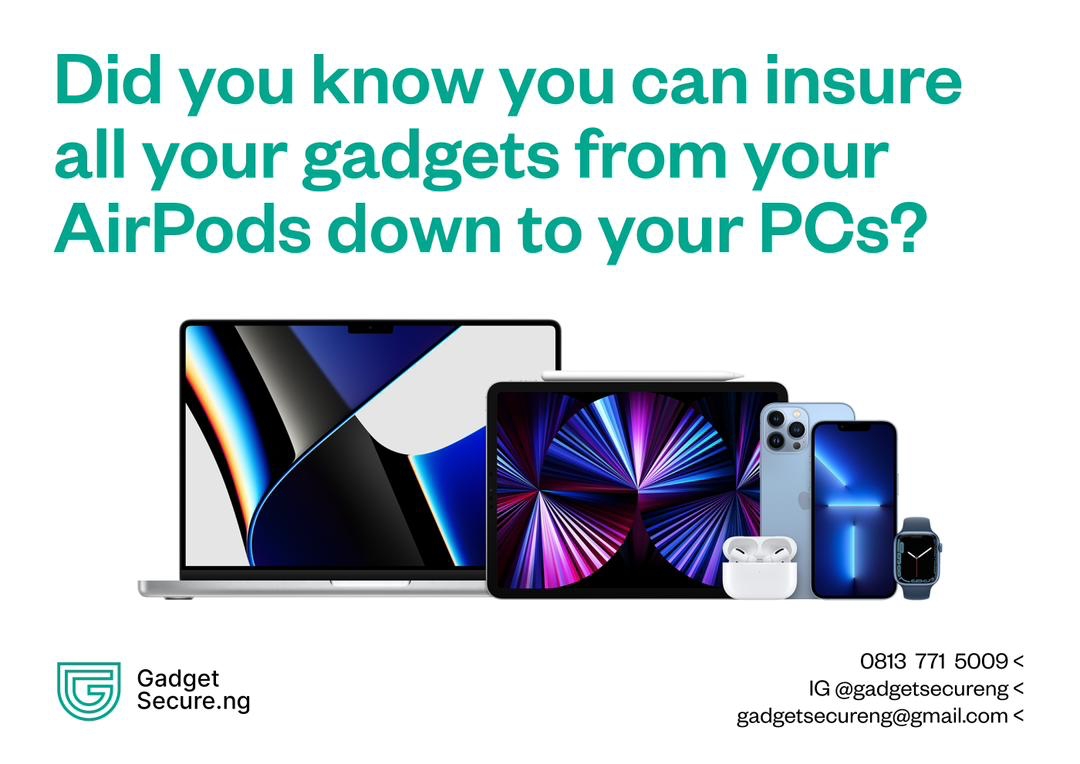 Did you know you can insure
all your gadgets from your
AirPods down to your PCs?
Gadget
Secure.ng
0813 771 5009 <
IG @gadgetsecureng <
gadgetsecureng@gmail.com <